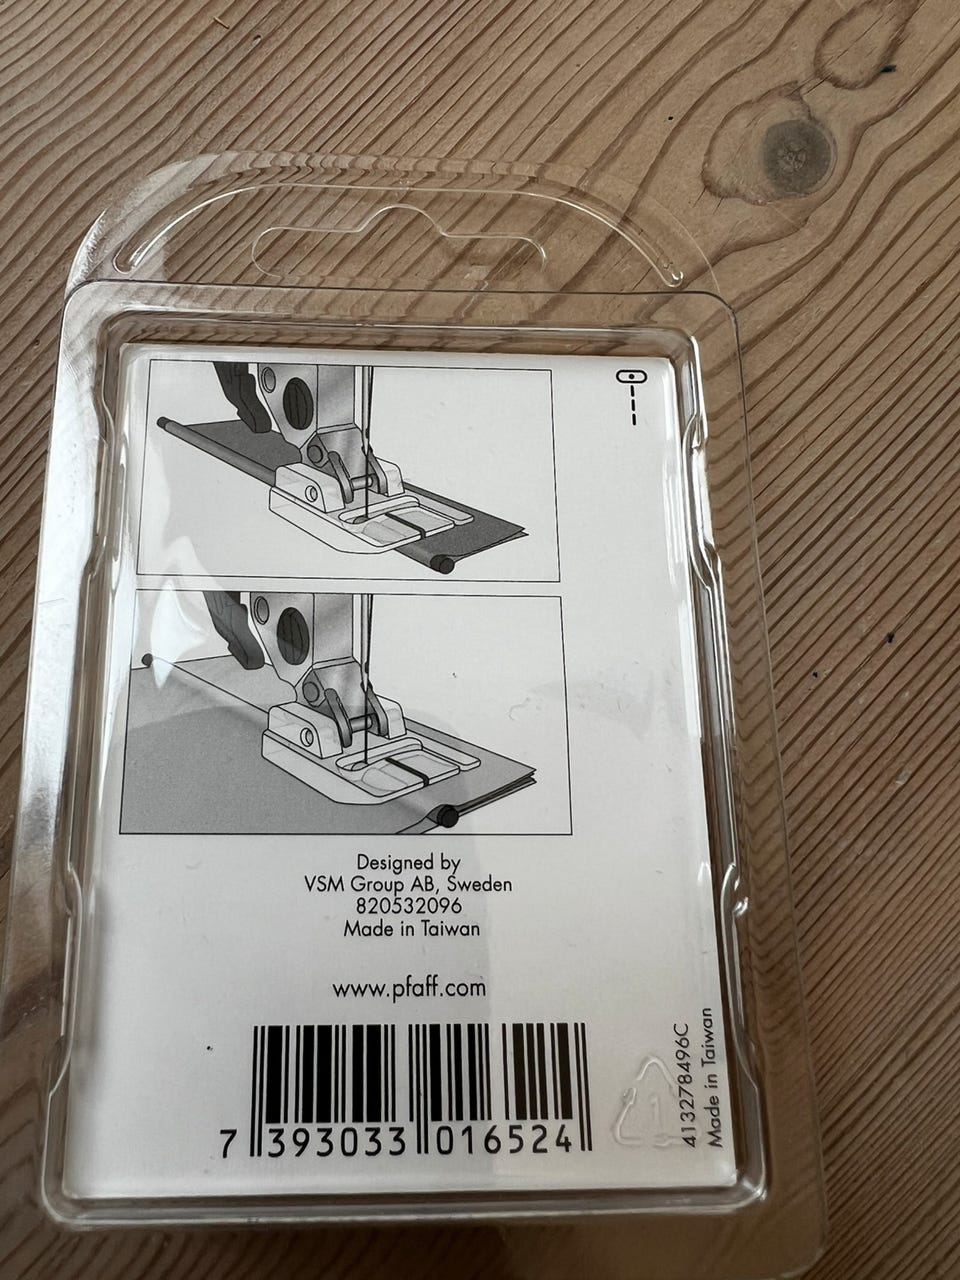 Designed by
VSM Group AB, Sweden
820532096
Made in Taiwan
www.pfaff.com
7 393033 016524
413278496C
Made in Taiwan
1